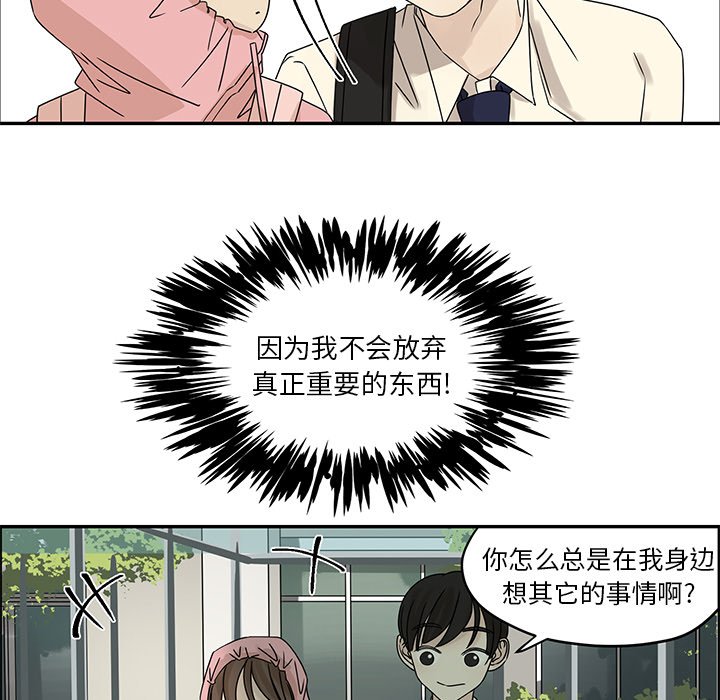 因为我不会放弃
真正重要的东西!
你怎么总是在我身边
想其它的事情啊?